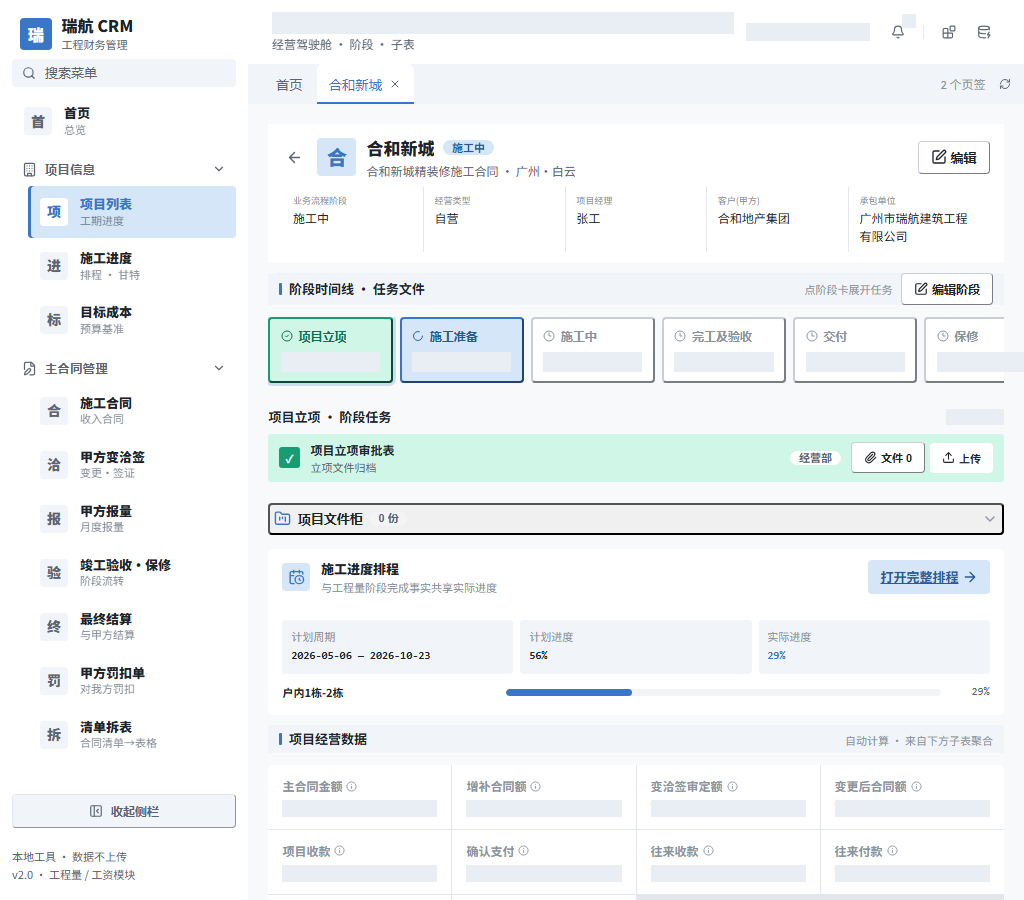 瑞
瑞航 CRM
工程财务管理
搜索菜单
首
首页
总览
项目信息
项
项目列表
工期进度
进
施工进度
排程 · 甘特
标
目标成本
预算基准
主合同管理
合
施工合同
收入合同
洽
甲方变洽签
变更·签证
报
甲方报量
月度报量
验
竣工验收·保修
阶段流转
终
最终结算
与甲方结算
罚
甲方罚扣单
对我方罚扣
拆
清单拆表
合同清单→表格
收起侧栏
本地工具 · 数据不上传
v2.0 · 工程量 / 工资模块
经营驾驶舱 · 阶段 · 子表
首页
合和新城 ×
2 个页签
合
合和新城
施工中
合和新城精装修施工合同 · 广州·白云
编辑
业务流程阶段
施工中
经营类型
自营
项目经理
张工
客户(甲方)
合和地产集团
承包单位
广州市瑞航建筑工程
有限公司
阶段时间线 · 任务文件
点阶段卡展开任务
编辑阶段
项目立项
施工准备
施工中
完工及验收
交付
保修
项目立项 · 阶段任务
✓
项目立项审批表
立项文件归档
经营部
文件 0
上传
项目文件柜
0 份
施工进度排程
与工程量阶段完成事实共享实际进度
打开完整排程 →
计划周期
2026-05-06 — 2026-10-23
计划进度
56%
实际进度
29%
户内1栋-2栋
29%
项目经营数据
自动计算 · 来自下方子表聚合
主合同金额
增补合同额
变洽签审定额
变更后合同额
项目收款
确认支付
往来收款
往来付款